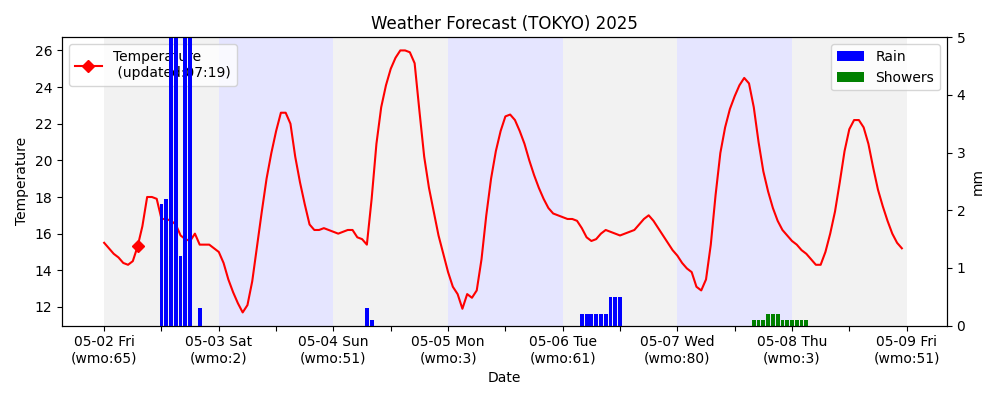 Weather Forecast (TOKYO) 2025
Temperature
(updated:07:19)
Rain
Showers
26
24
22
20
18
16
14
12
Temperature
5
4
3
2
1
0
mm
05-02 Fri
(wmo:65)
05-03 Sat
(wmo:2)
05-04 Sun
(wmo:51)
05-05 Mon
(wmo:3)
05-06 Tue
(wmo:61)
05-07 Wed
(wmo:80)
05-08 Thu
(wmo:3)
05-09 Fri
(wmo:51)
Date